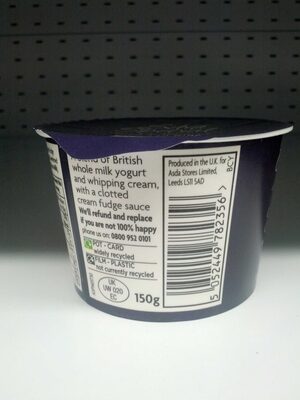 blend of British
whole milk yogurt
and whipping cream,
with a clotted
cream fudge sauce
We'll refund and replace
if you are not 100% happy
phone us on: 0800 952 0101
POT - CARD
widely recycled
FILM - PLASTIC
not currently recycled
UK
UW 020
EC
150g
Produced in the U.K. for
Asda Stores Limited,
Leeds LS11 5AD
BCY
5 052449 782356 >